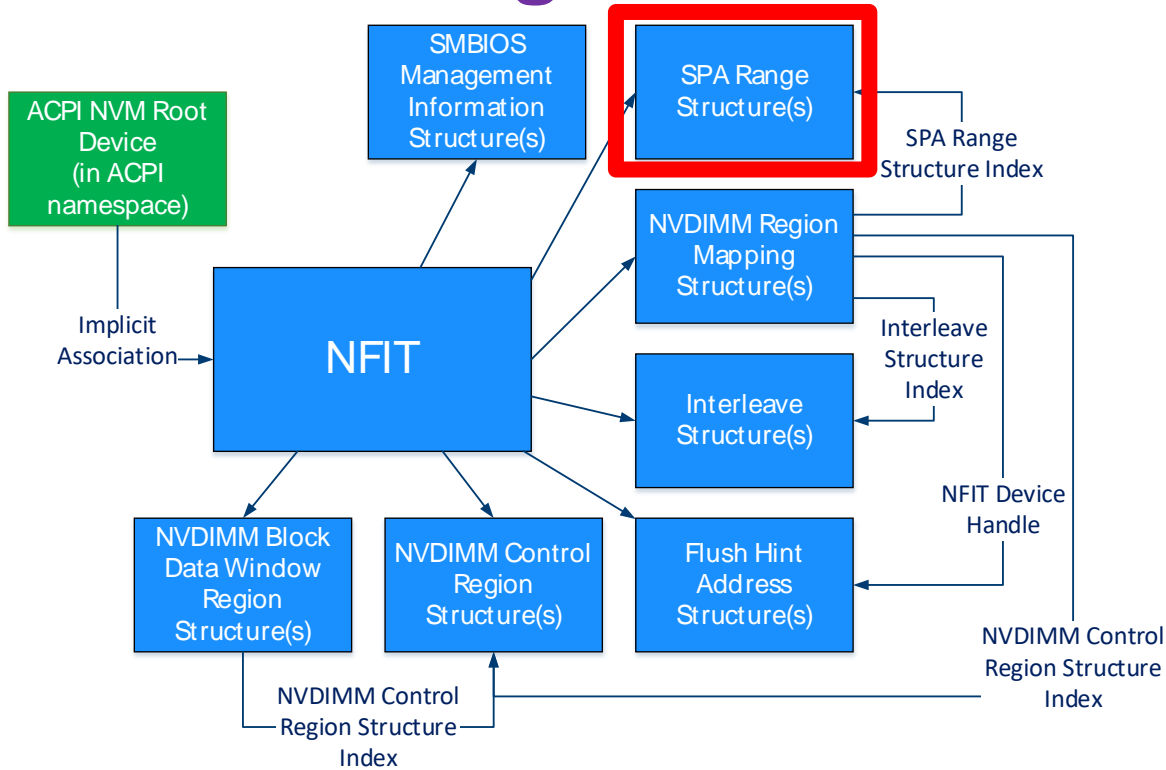 SMBIOS
Management
Information
Structure(s)
SPA Range
Structure(s)
ACPI NVM Root
Device
(in ACPI
namespace)
SPA Range
Structure Index
NVDIMM Region
Mapping
Structure(s)
Implicit
Association
NFIT
Interleave
Structure
Index
Interleave
Structure(s)
NFIT Device
Handle
NVDIMM Block
Data Window
Region
Structure(s)
NVDIMM Control
Region
Structure(s)
Flush Hint
Address
Structure(s)
NVDIMM Control
Region Structure
Index
NVDIMM Control
Region Structure
Index